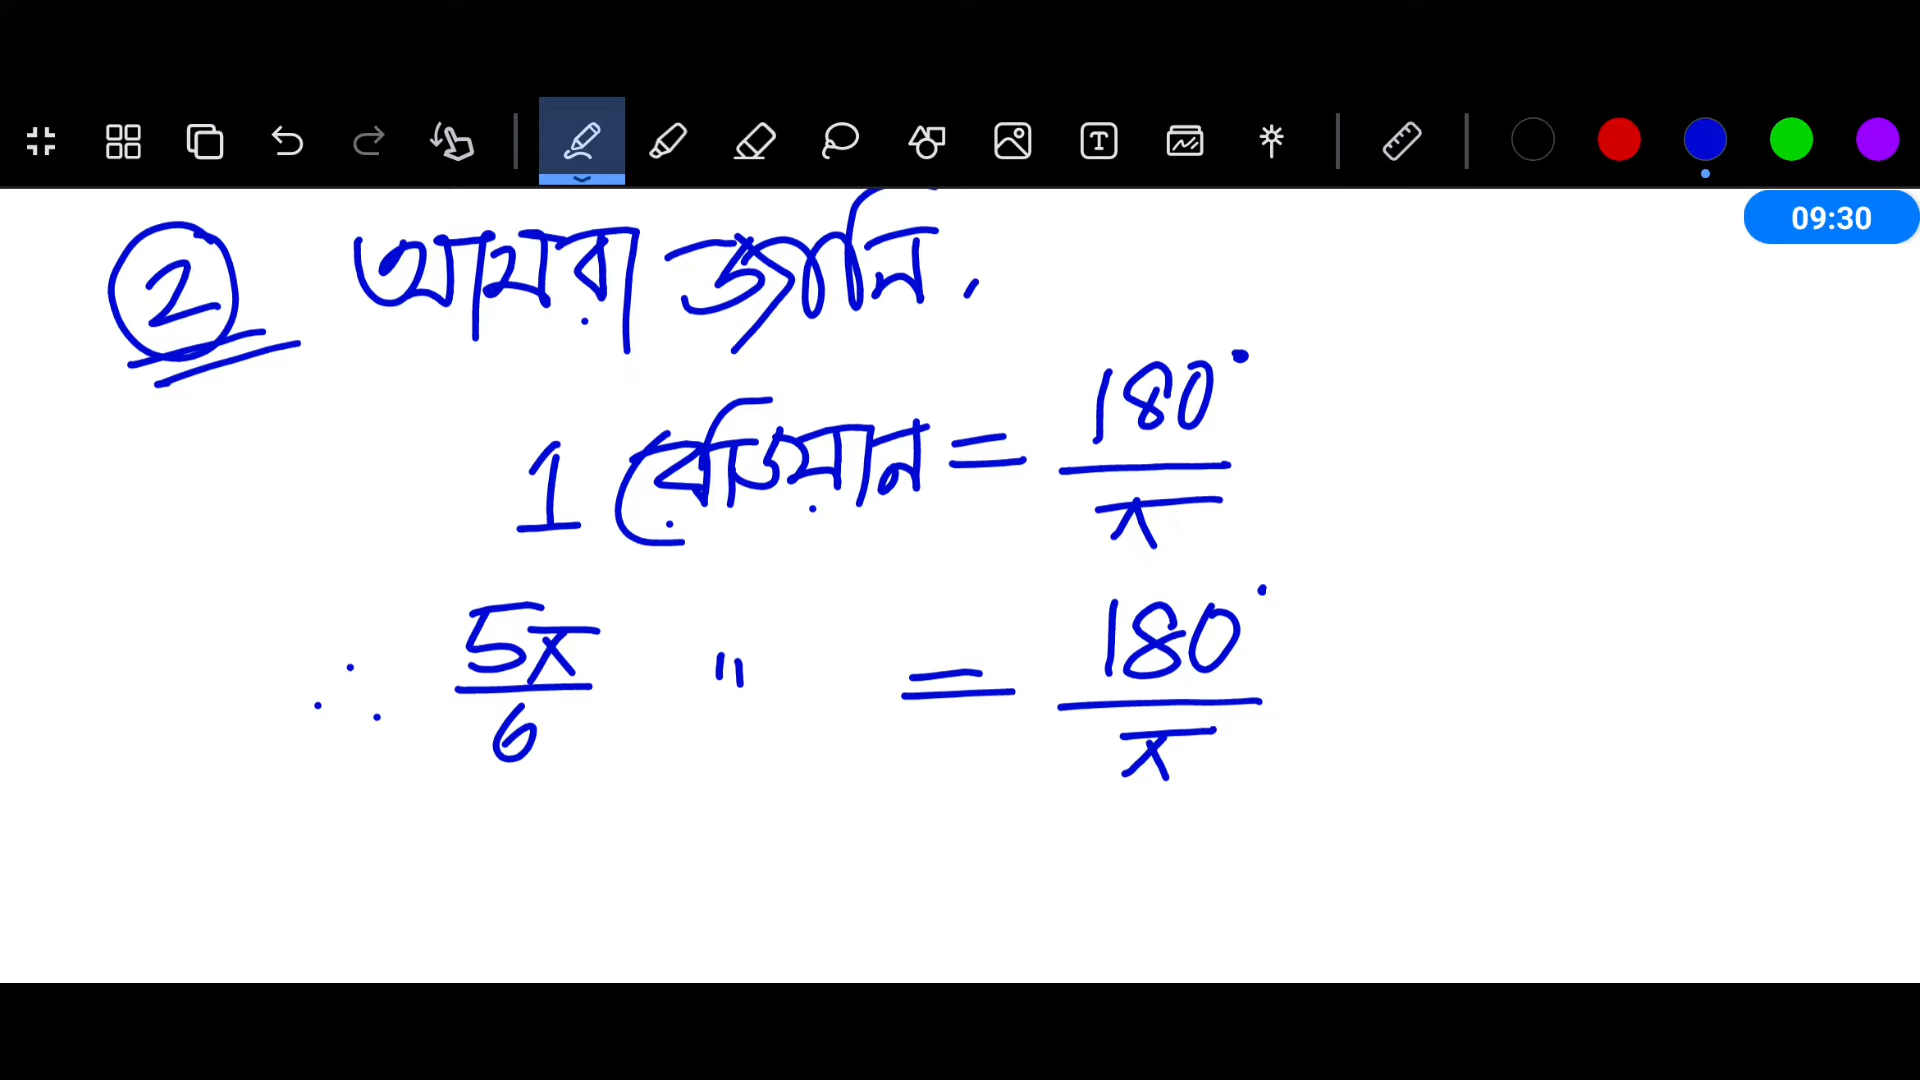 09:30
2 আমরা জানি,
1 রেডিয়ান = 180°/π
∴ 5π/6 " = 180°/π